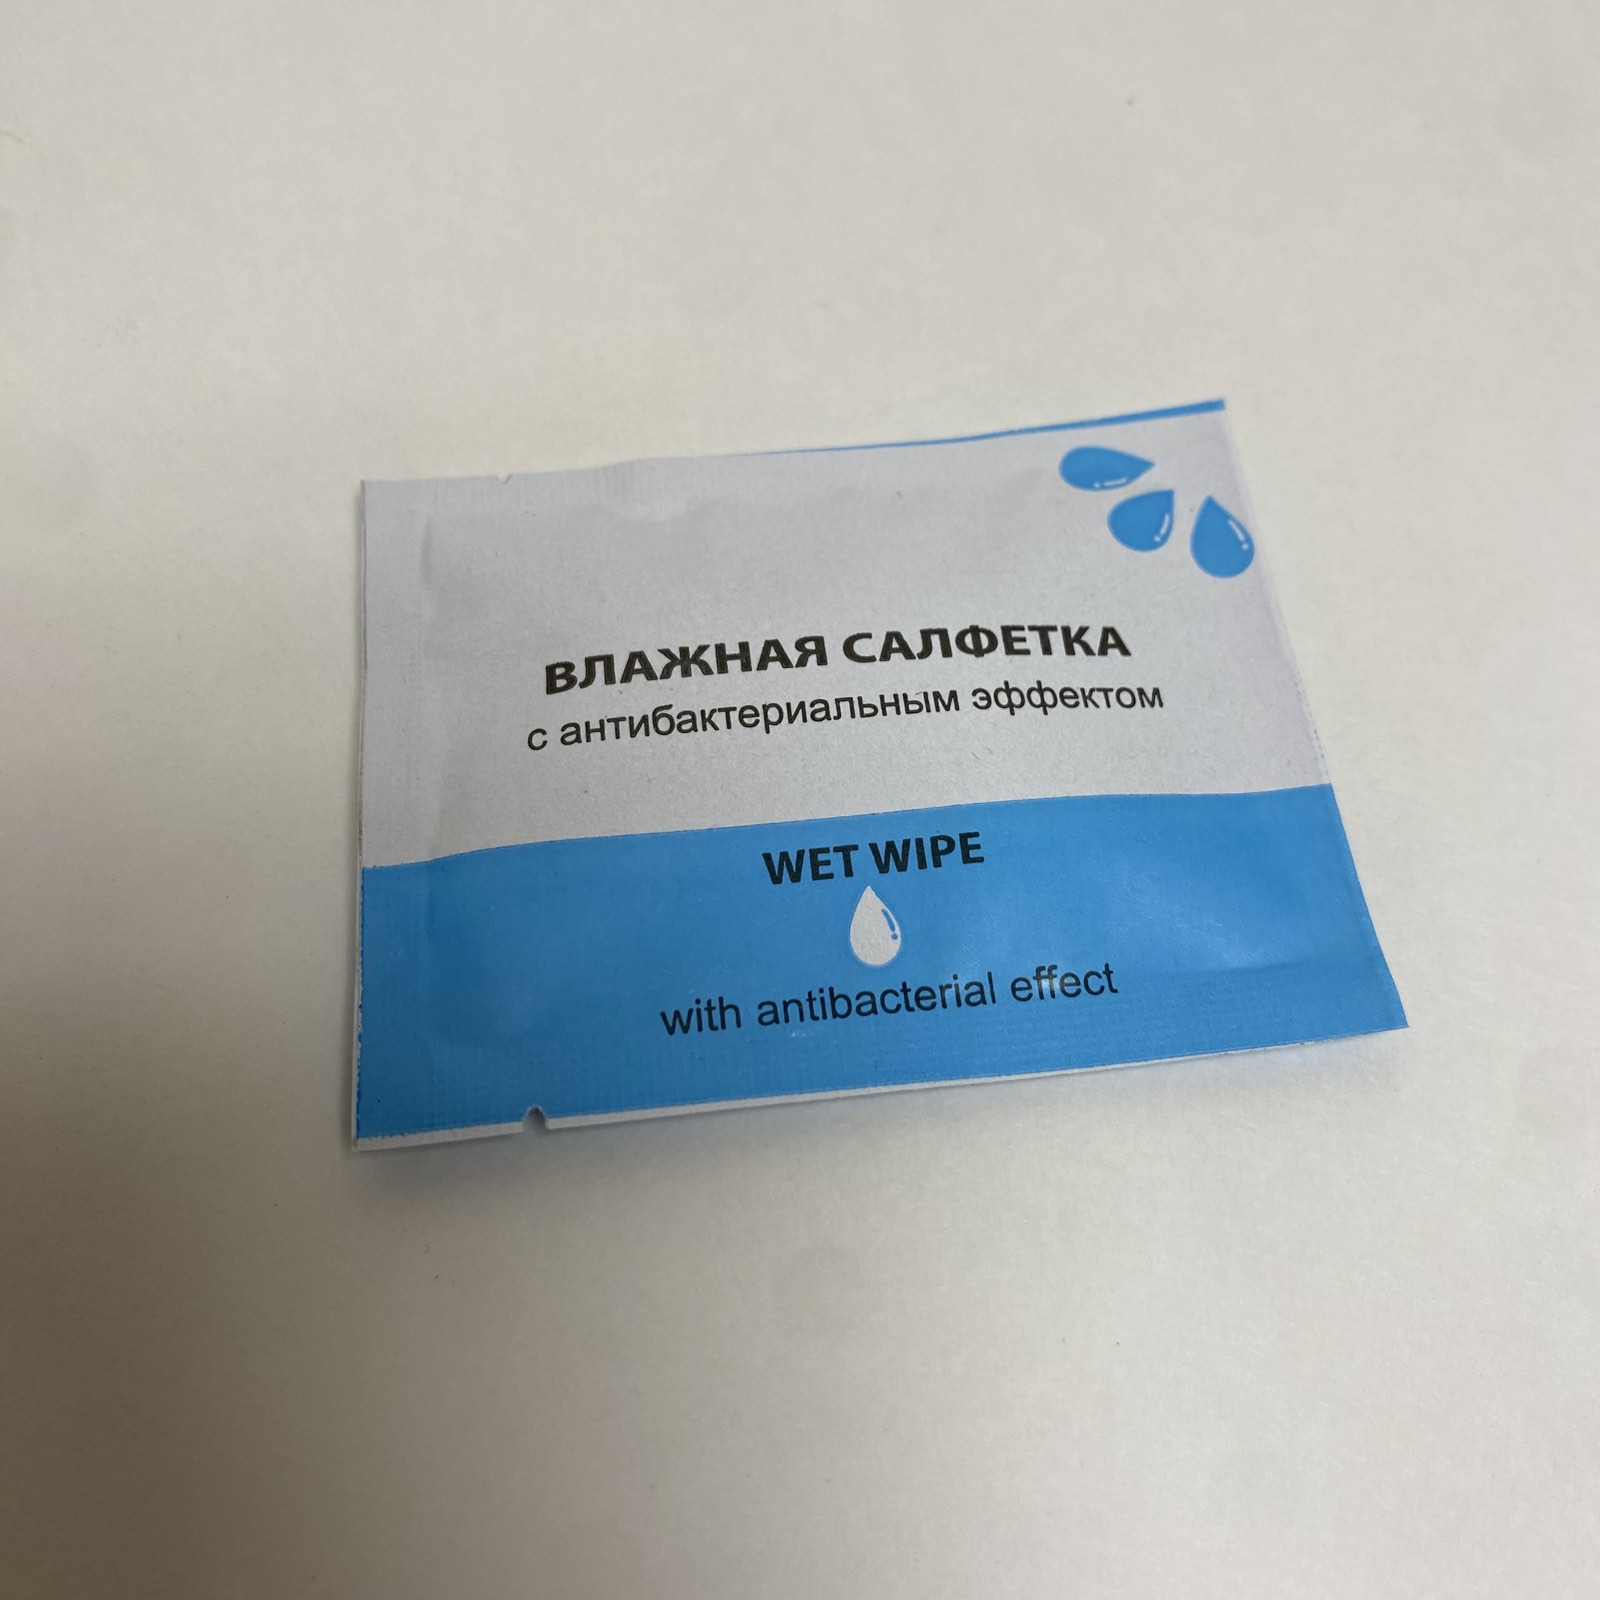 ВЛАЖНАЯ САЛФЕТКА
с антибактериальным эффектом
WET WIPE
with antibacterial effect